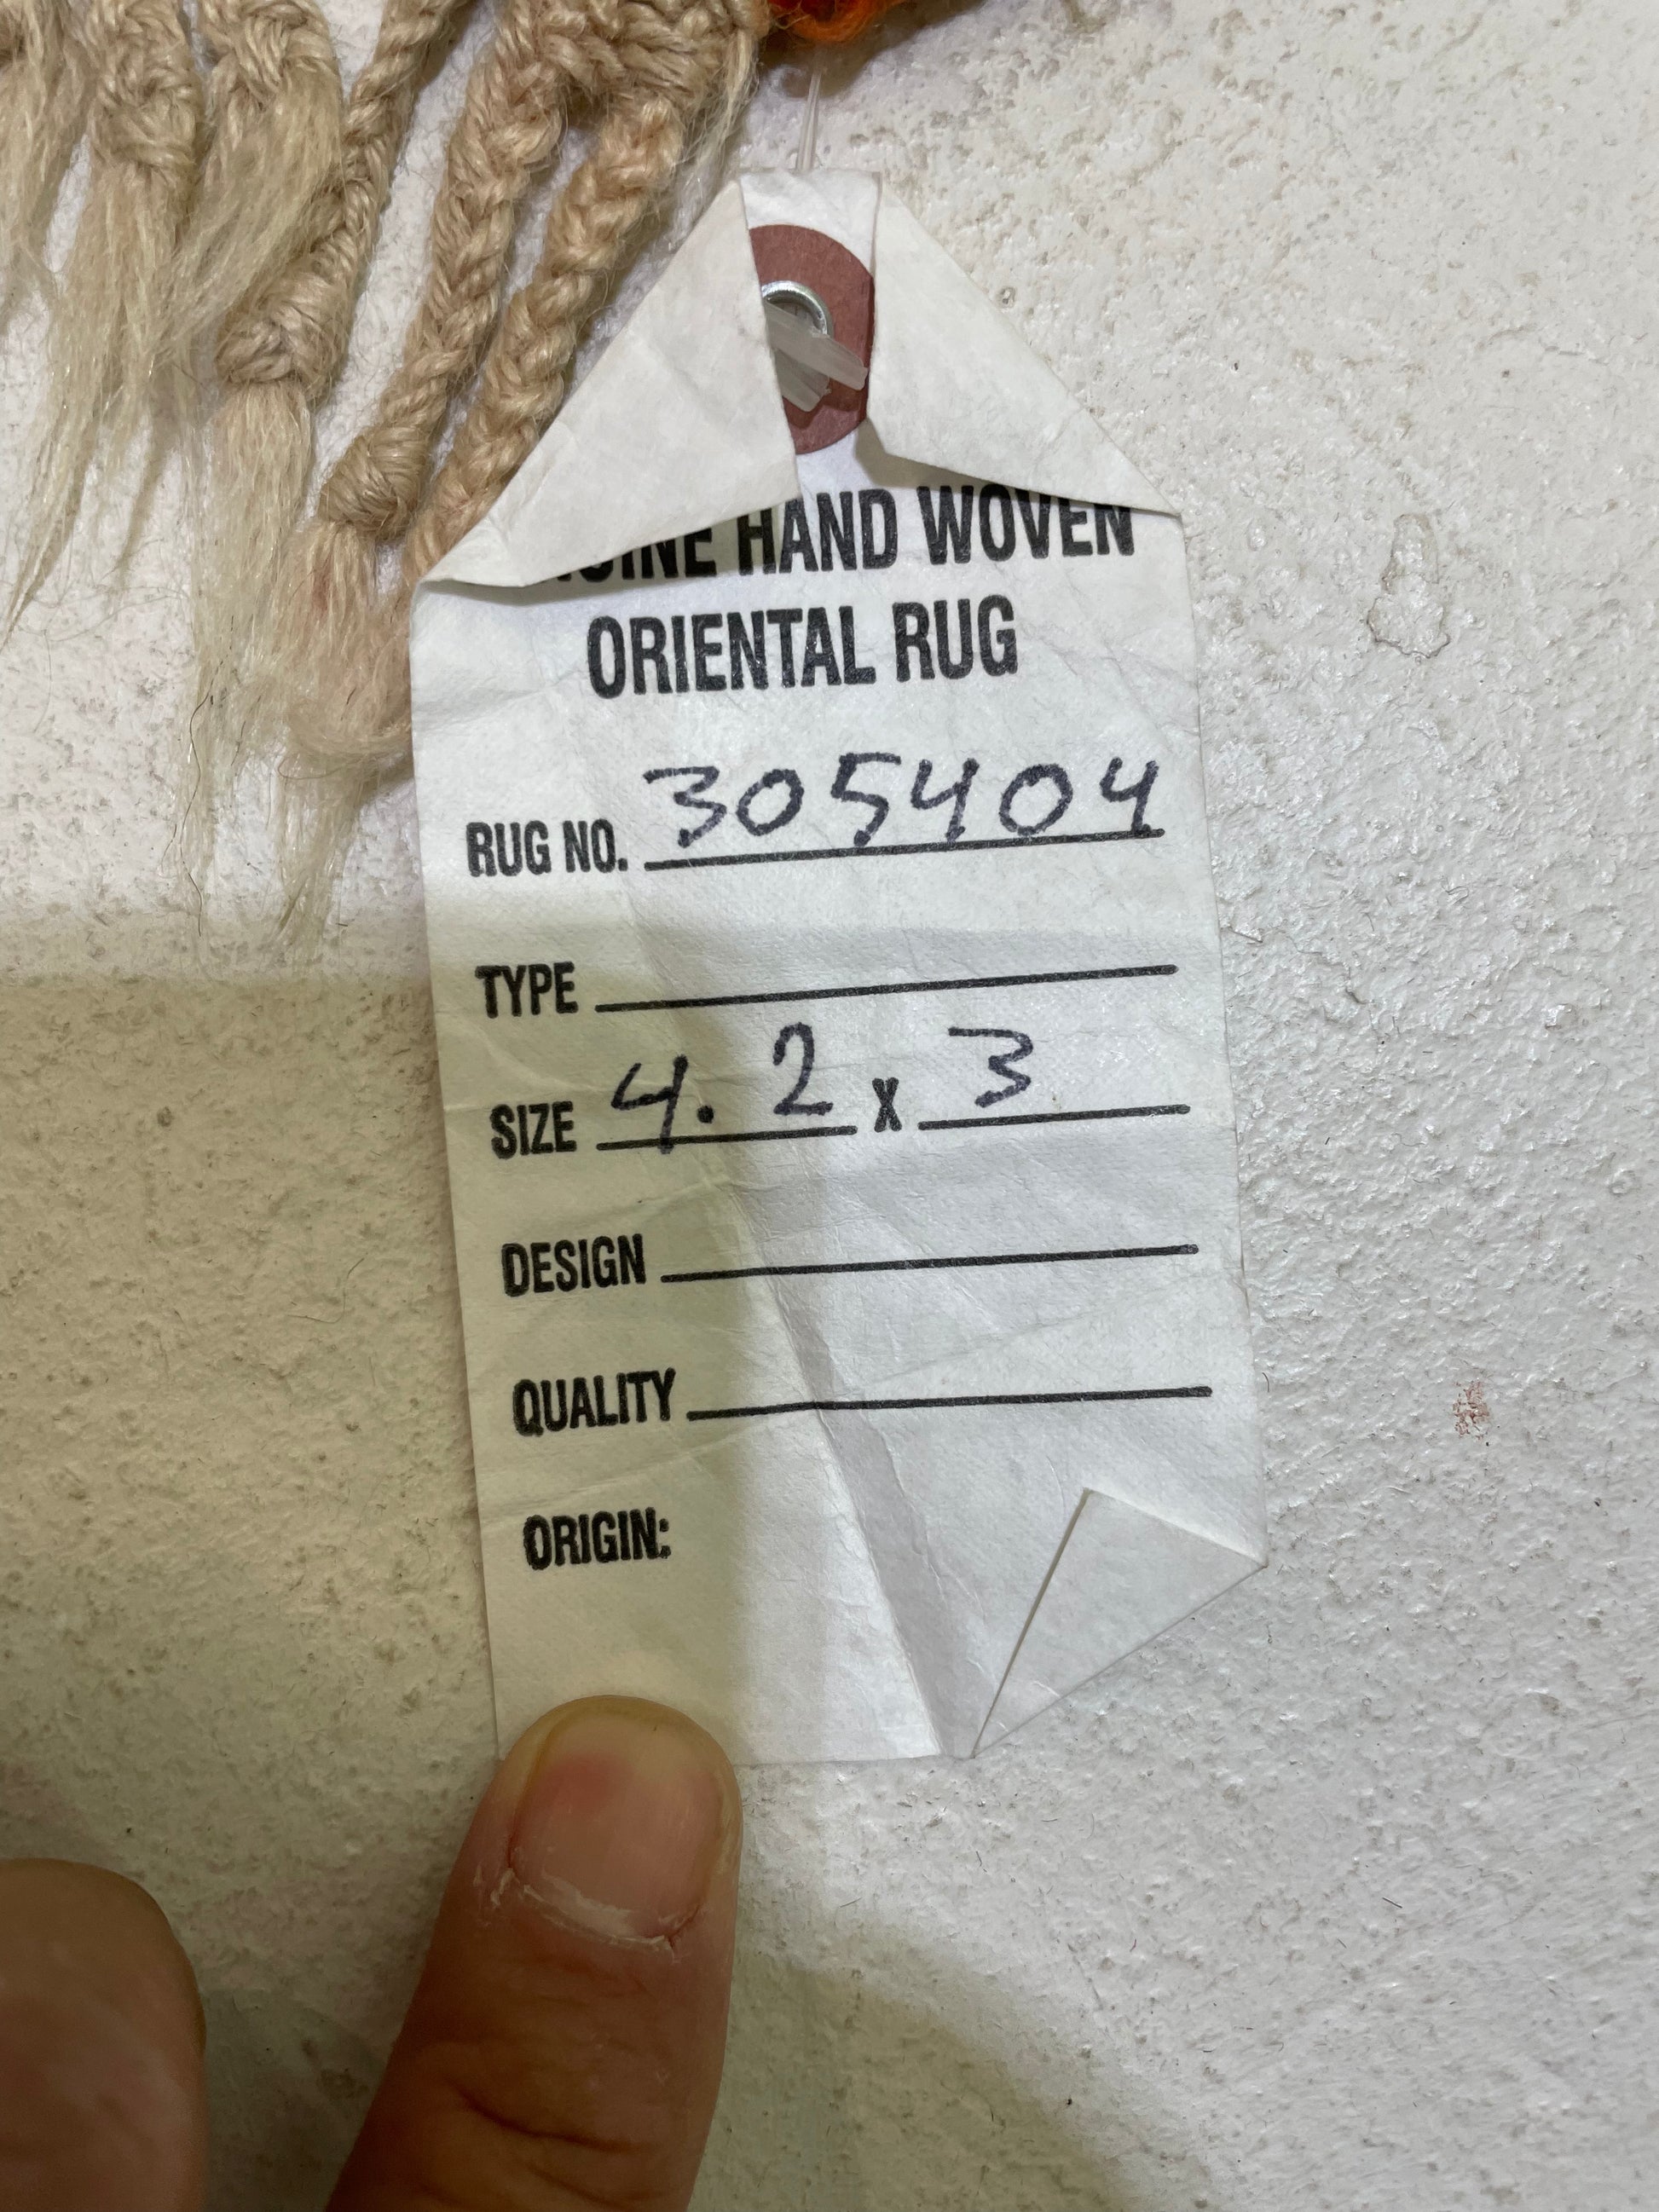 HAND WOVEN
ORIENTAL RUG
RUG NO. 305404
TYPE
SIZE 4.2 x 3
DESIGN
QUALITY
ORIGIN: